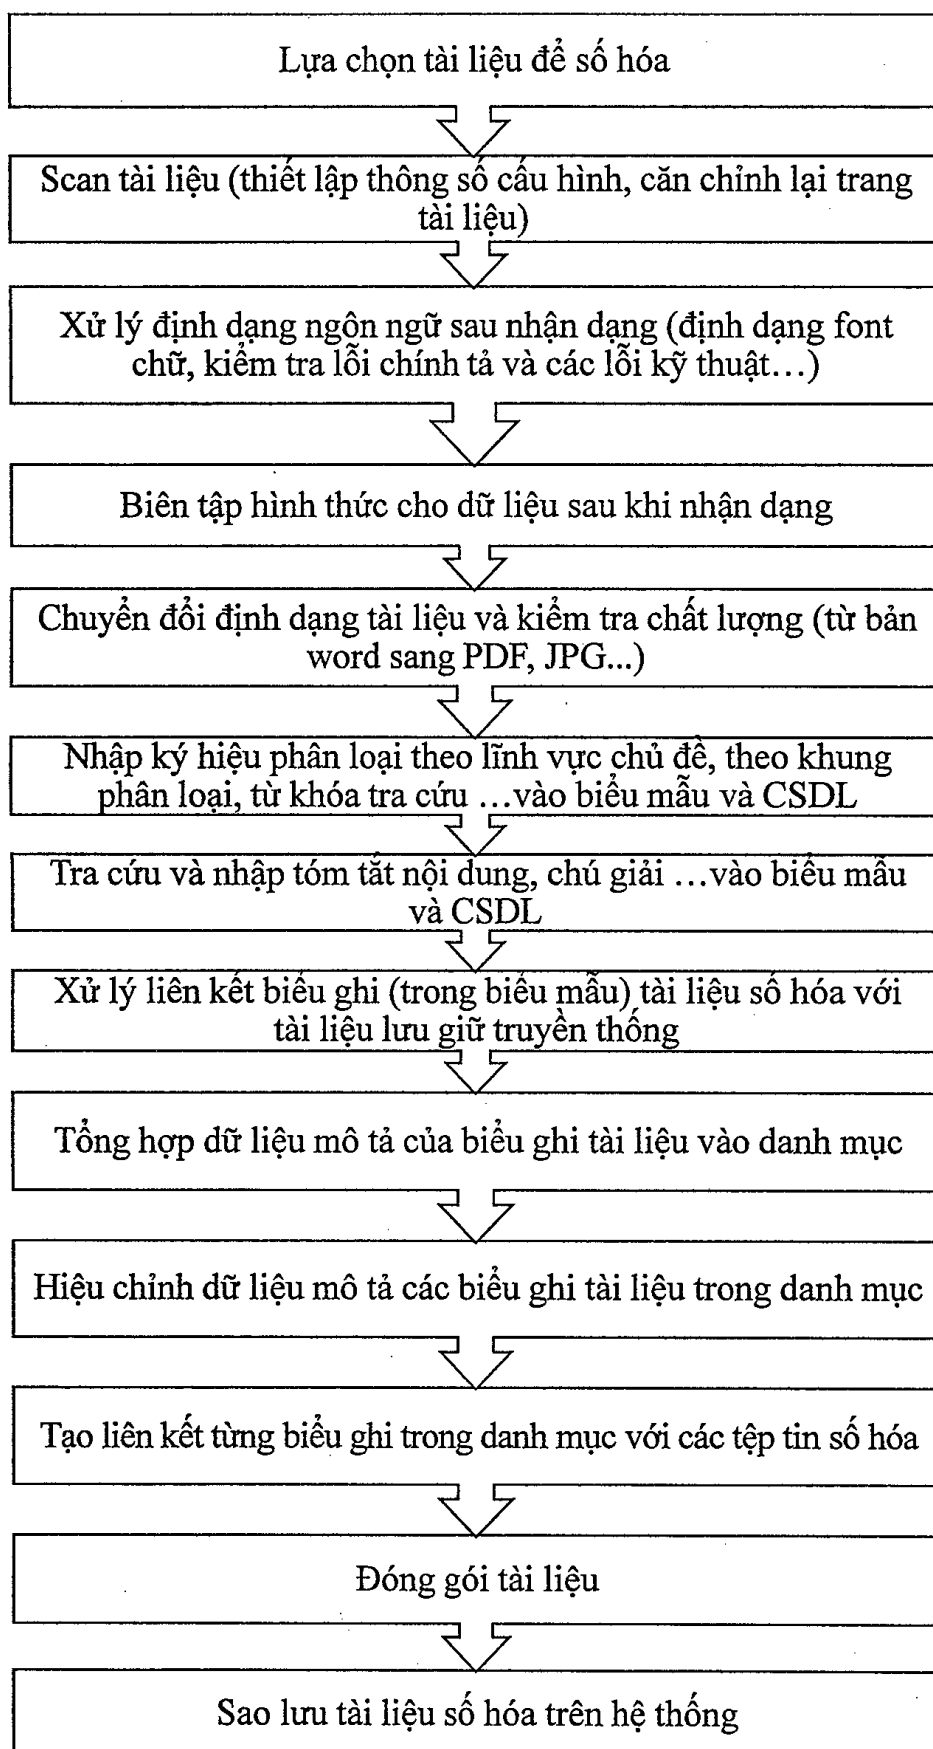 Lựa chọn tài liệu để số hóa
Scan tài liệu (thiết lập thông số cấu hình, căn chỉnh lại trang
tài liệu)
Xử lý định dạng ngôn ngữ sau nhận dạng (định dạng font
chữ, kiểm tra lỗi chính tả và các lỗi kỹ thuật…)
Biên tập hình thức cho dữ liệu sau khi nhận dạng
Chuyển đổi định dạng tài liệu và kiểm tra chất lượng (từ bản
word sang PDF, JPG...)
Nhập ký hiệu phân loại theo lĩnh vực chủ đề, theo khung
phân loại, từ khóa tra cứu …vào biểu mẫu và CSDL
Tra cứu và nhập tóm tắt nội dung, chú giải …vào biểu mẫu
và CSDL
Xử lý liên kết biểu ghi (trong biểu mẫu) tài liệu số hóa với
tài liệu lưu giữ truyền thống
Tổng hợp dữ liệu mô tả của biểu ghi tài liệu vào danh mục
Hiệu chỉnh dữ liệu mô tả các biểu ghi tài liệu trong danh mục
Tạo liên kết từng biểu ghi trong danh mục với các tệp tin số hóa
Đóng gói tài liệu
Sao lưu tài liệu số hóa trên hệ thống